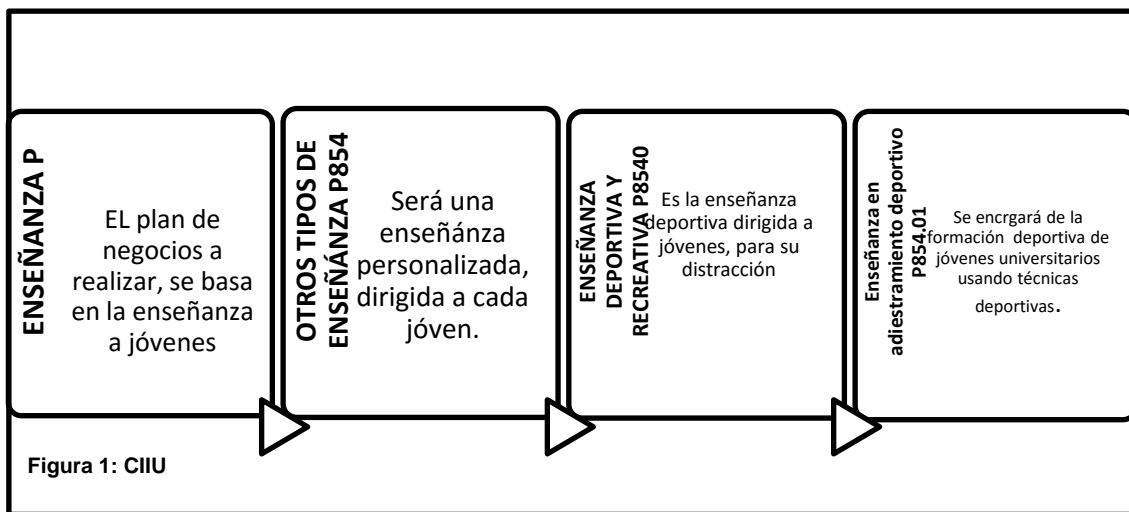 ENSEÑANZA P
EL plan de
negocios a
realizar, se basa
en la enseñanza
a jóvenes
OTROS TIPOS DE
ENSEÑÁNZA P854
Será una
enseñánza
personalizada,
dirigida a cada
jóven.
ENSEÑANZA
DEPORTIVA Y
RECREATIVA P8540
Es la enseñanza
deportiva dirigida a
jóvenes, para su
distracción
Enseñanza en
adiestramiento deportivo
P854.01
Se encrgará de la
formación deportiva de
jóvenes universitarios
usando técnicas
deportivas.
Figura 1: CIIU